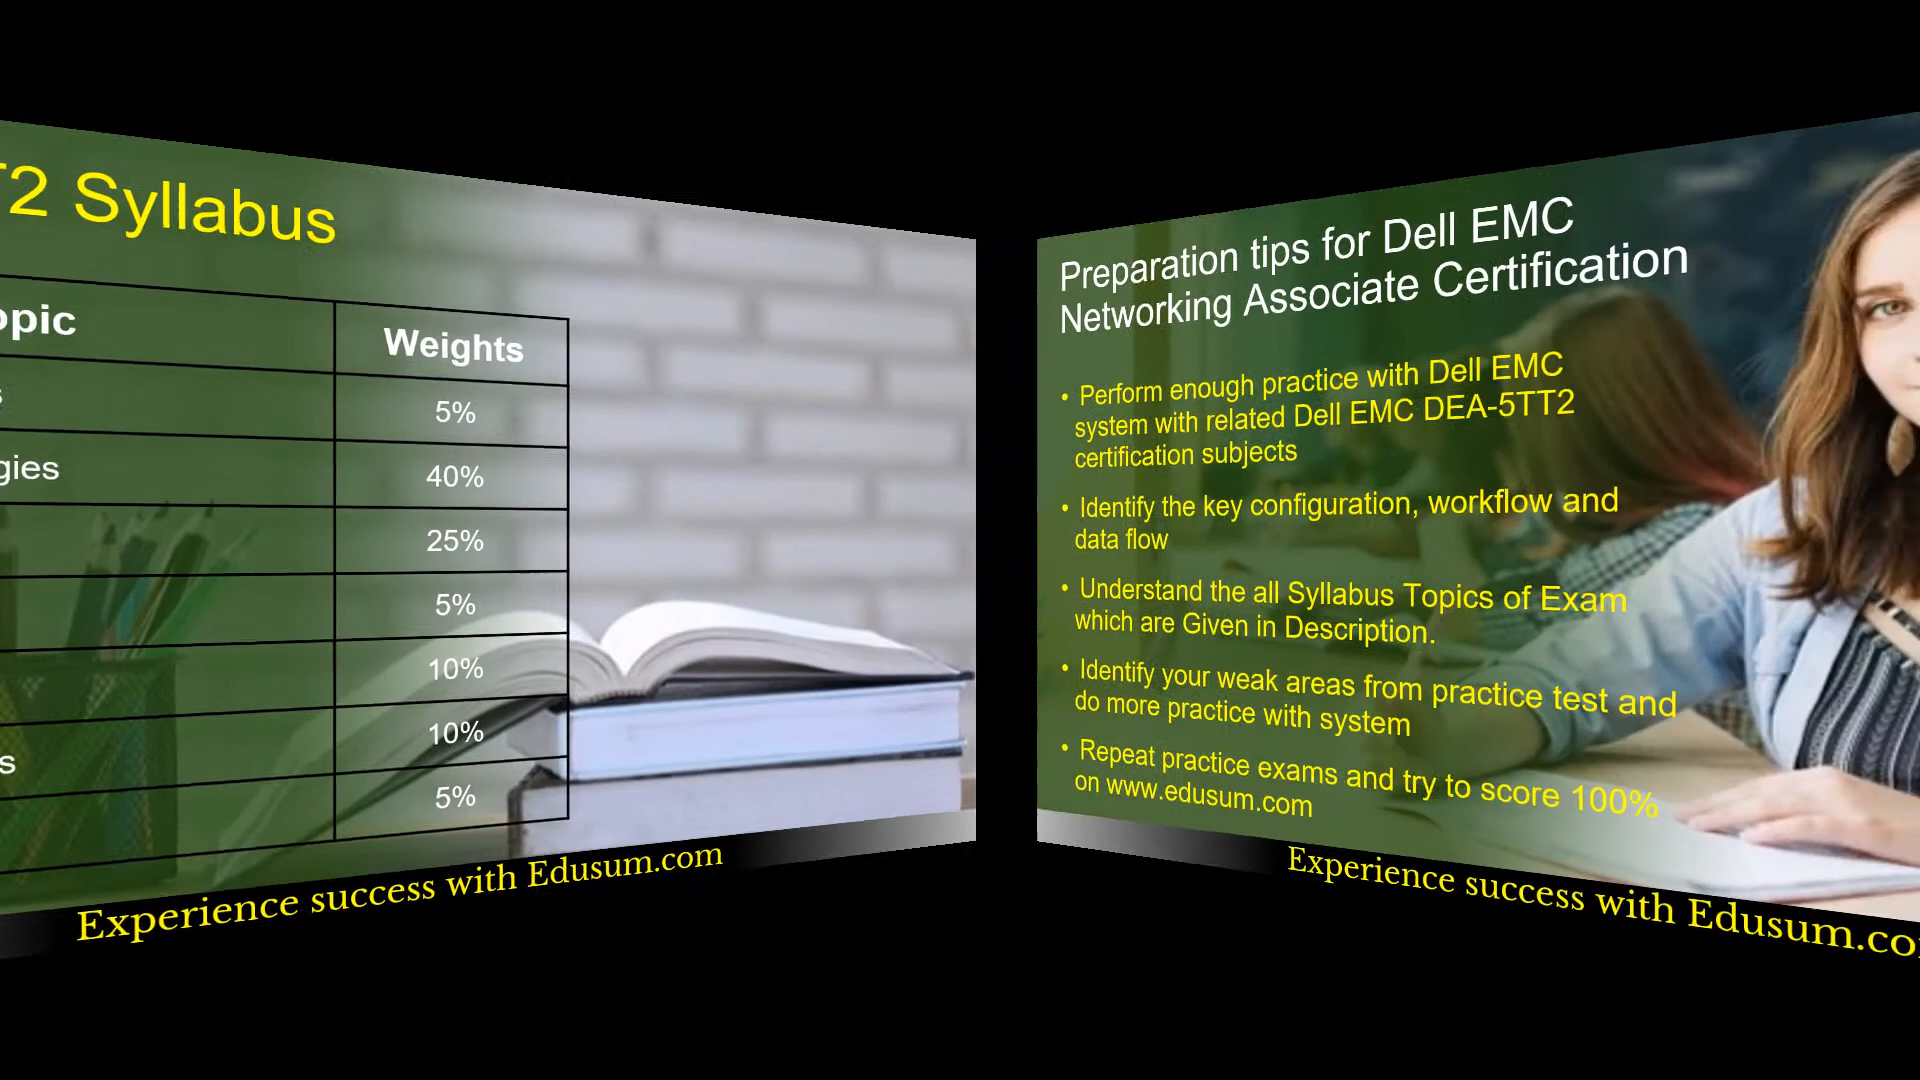 T2 Syllabus
opic
Weights
s
5%
gies
40%
25%
5%
10%
10%
s
5%
Experience success with Edusum.com
Preparation tips for Dell EMC
Networking Associate Certification
• Perform enough practice with Dell EMC
system with related Dell EMC DEA-5TT2
certification subjects
• Identify the key configuration, workflow and
data flow
• Understand the all Syllabus Topics of Exam
which are Given in Description.
• Identify your weak areas from practice test and
do more practice with system
• Repeat practice exams and try to score 100%
on www.edusum.com
Experience success with Edusum.co